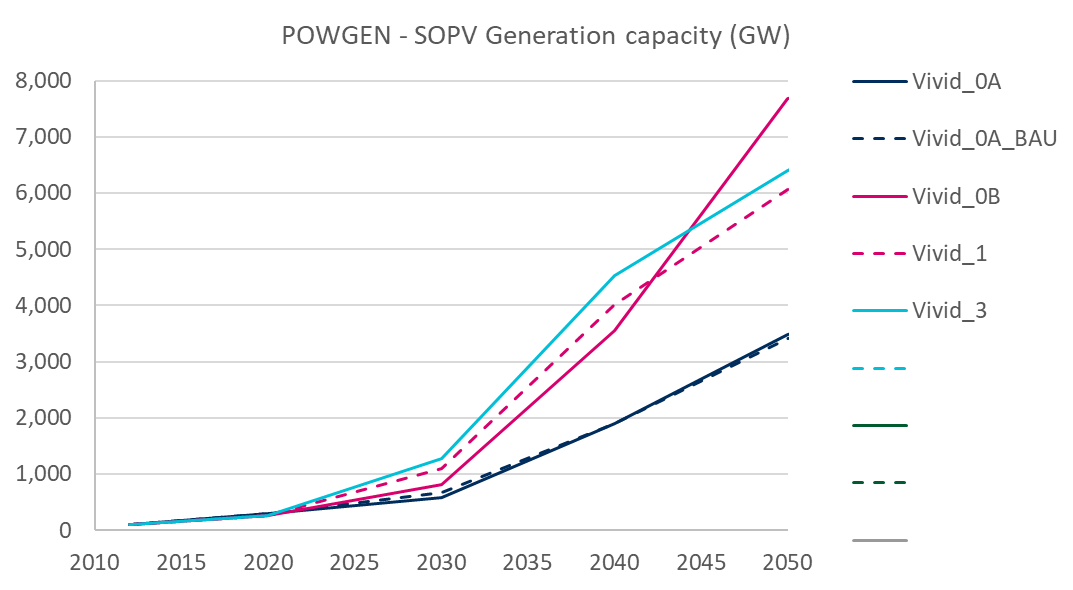 POWGEN - SOPV Generation capacity (GW)
8,000
7,000
6,000
5,000
4,000
3,000
2,000
1,000
0
2010 2015 2020 2025 2030 2035 2040 2045 2050
Vivid_0A
Vivid_0A_BAU
Vivid_0B
Vivid_1
Vivid_3